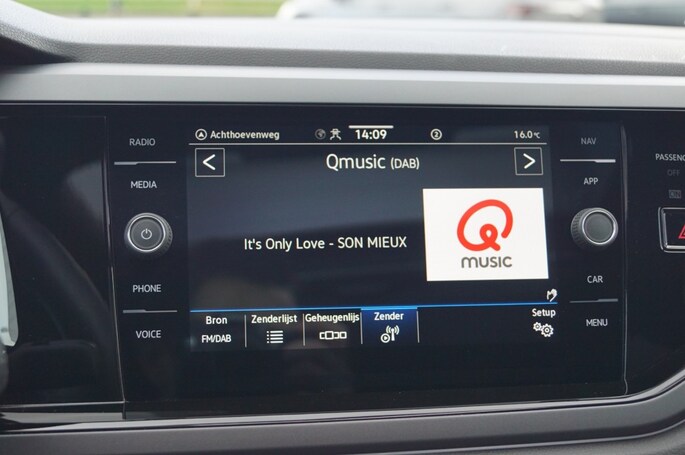 RADIO
MEDIA
PHONE
VOICE
Achthoevenweg 14:09 2 16.0 °C
Qmusic (DAB)
It's Only Love - SON MIEUX
Q
MUSIC
Bron
FM/DAB
Zenderlijst
Geheugenlijs
Zender
Setup
NAV
APP
CAR
MENU
PASSENG
OFF